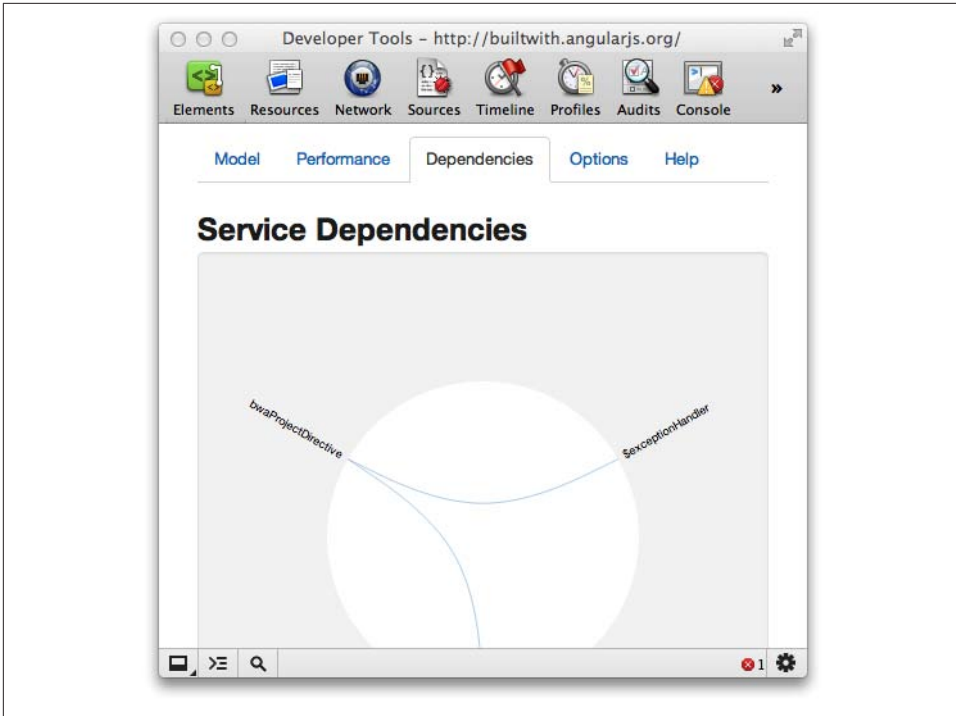 Developer Tools - http://builtwith.angularjs.org/
Elements Resources Network Sources Timeline Profiles Audits Console »
Model Performance Dependencies Options Help
Service Dependencies
bwaProjectDirective
$exceptionHandler
1